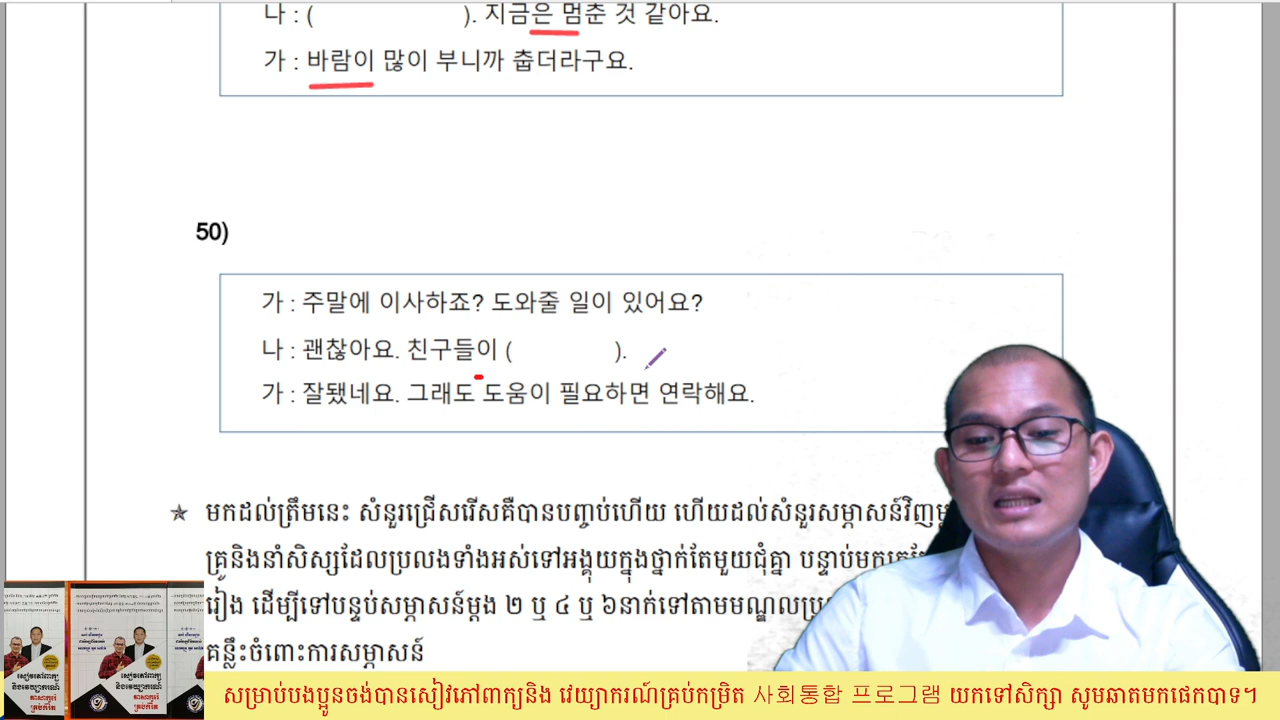 나 : ( ). 지금은 멈춘 것 같아요.
가 : 바람이 많이 부니까 춥더라구요.
50)
가 : 주말에 이사하죠? 도와줄 일이 있어요?
나 : 괜찮아요. 친구들이 ( ).
가 : 잘됐네요. 그래도 도움이 필요하면 연락해요.
★ មកដល់ត្រឹមនេះ សំនួរជ្រើសរើសគឺបានបញ្ចប់ហើយ ហើយដល់សំនួរសម្ភាសន៍វិញម្ដ
គ្រូនិងនាំសិស្សដែលប្រលងទាំងអស់ទៅអង្គុយក្នុងថ្នាក់តែមួយជុំគ្នា បន្ទាប់មក
រៀង ដើម្បីទៅបន្ទប់សម្ភាសន៍ម្ដង ២ ឬ ៤ ឬ ៦នាក់ទៅតាមមណ្ឌលប្រ
គន្លឹះចំពោះការសម្ភាសន៍
សម្រាប់បងប្អូនចង់បានសៀវភៅពាក្យនិង វេយ្យាករណ៍គ្រប់កម្រិត 사회통합 프로그램 យកទៅសិក្សា សូមឆាតមកផេកបាទ។